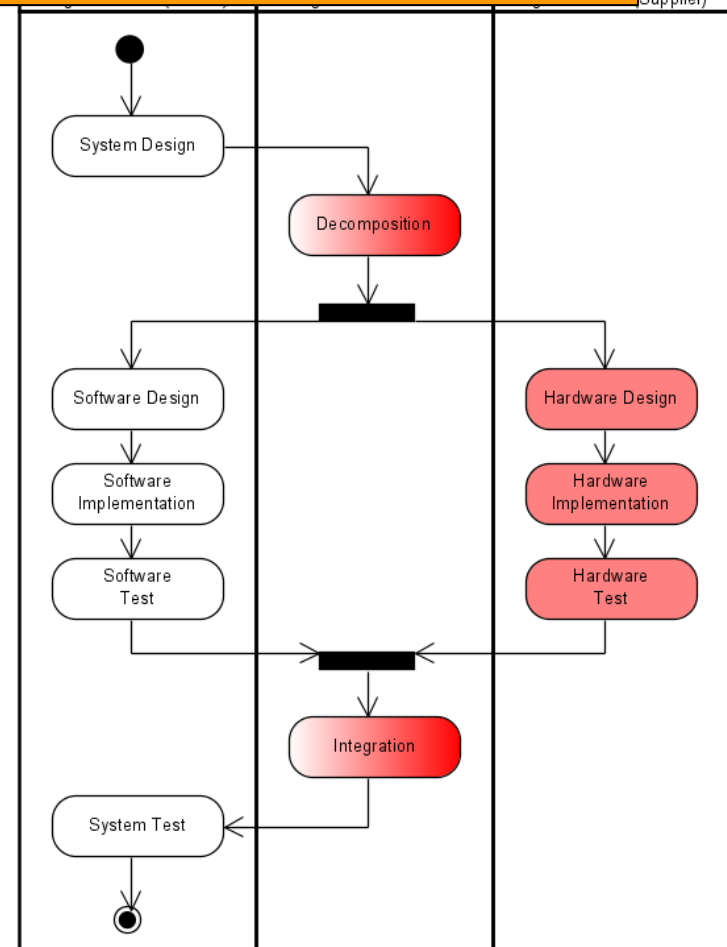 (Supplier)
System Design
Decomposition
Software Design
Hardware Design
Software
Implementation
Hardware
Implementation
Software
Test
Hardware
Test
Integration
System Test